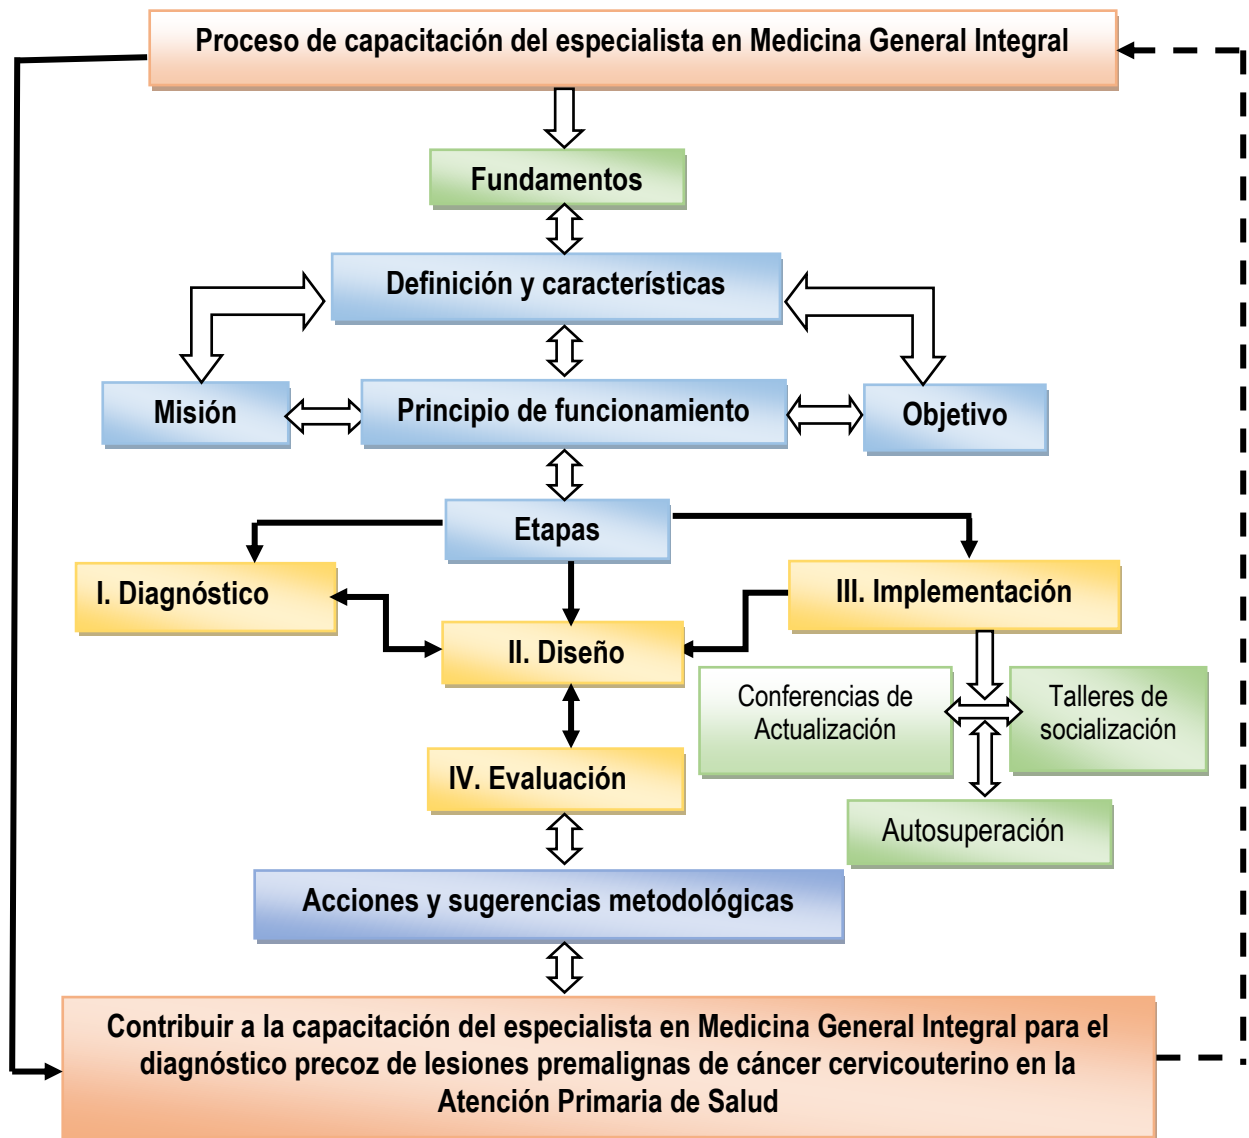 Proceso de capacitación del especialista en Medicina General Integral
Fundamentos
Definición y características
Misión
Principio de funcionamiento
Objetivo
Etapas
I. Diagnóstico
III. Implementación
II. Diseño
Conferencias de
Actualización
Talleres de
socialización
IV. Evaluación
Autosuperación
Acciones y sugerencias metodológicas
Contribuir a la capacitación del especialista en Medicina General Integral para el
diagnóstico precoz de lesiones premalignas de cáncer cervicouterino en la
Atención Primaria de Salud